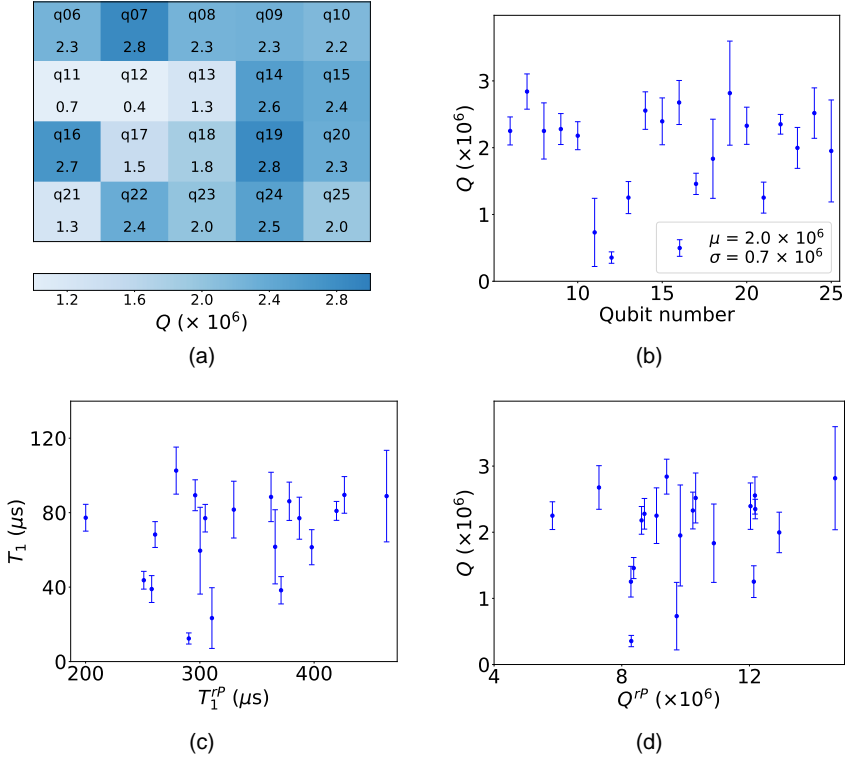 q06 q07 q08 q09 q10
2.3 2.8 2.3 2.3 2.2
q11 q12 q13 q14 q15
0.7 0.4 1.3 2.6 2.4
q16 q17 q18 q19 q20
2.7 1.5 1.8 2.8 2.3
q21 q22 q23 q24 q25
1.3 2.4 2.0 2.5 2.0
1.2 1.6 2.0 2.4 2.8
Q (× 10⁶)
(a)
Q (×10⁶)
3
2
1
0
μ = 2.0 × 10⁶
σ = 0.7 × 10⁶
10 15 20 25
Qubit number
(b)
T₁ (μs)
120
80
40
0
200 300 400
T₁ʳᴾ (μs)
(c)
Q (×10⁶)
3
2
1
0
4 8 12
Qʳᴾ (×10⁶)
(d)